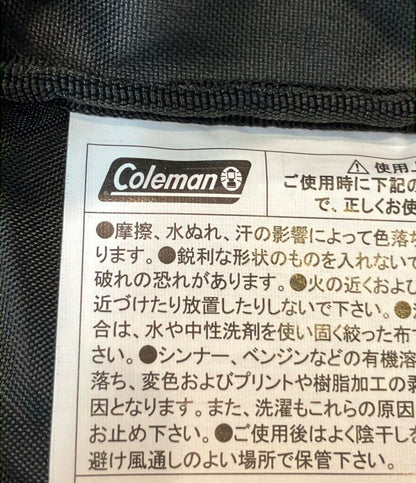 Coleman
⚠ 使用上
ご使用時に下記の
で、正しくお使
●摩擦、水ぬれ、汗の影響によって色落ち
ります。●鋭利な形状のものを入れないで
破れの恐れがあります。●火の近くおよび
近づけたり放置したりしないで下さい。●
合は、水や中性洗剤を使い固く絞った布
さい。●シンナー、ベンジンなどの有機溶
落ち、変色およびプリントや樹脂加工の剥
因となります。また、洗濯もこれらの原因
お止め下さい。●ご使用後はよく陰干しを
避け風通しのよい場所で保管下さい。